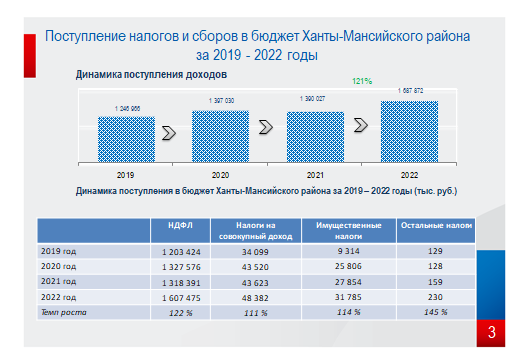 Поступление налогов и сборов в бюджет Ханты-Мансийского района
за 2019 - 2022 годы
Динамика поступления доходов
121%
1 246 966
1 397 030
1 390 027
1 687 872
2019 2020 2021 2022
Динамика поступления в бюджет Ханты-Мансийского района за 2019 – 2022 годы (тыс. руб.)
НДФЛ Налоги на совокупный доход Имущественные налоги Остальные налоги
2019 год 1 203 424 34 099 9 314 129
2020 год 1 327 576 43 520 25 806 128
2021 год 1 318 391 43 623 27 854 159
2022 год 1 607 475 48 382 31 785 230
Темп роста 122 % 111 % 114 % 145 %
3